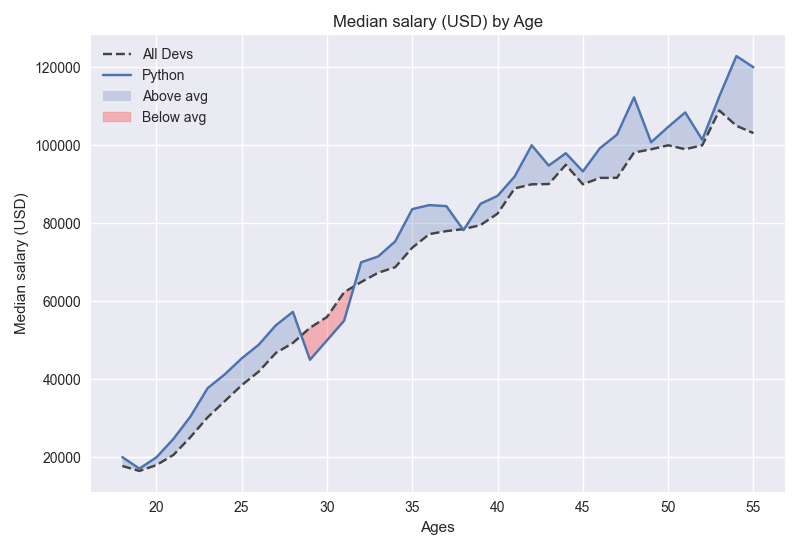 Median salary (USD) by Age
All Devs
Python
Above avg
Below avg
Median salary (USD)
120000
100000
80000
60000
40000
20000
20 25 30 35 40 45 50 55
Ages